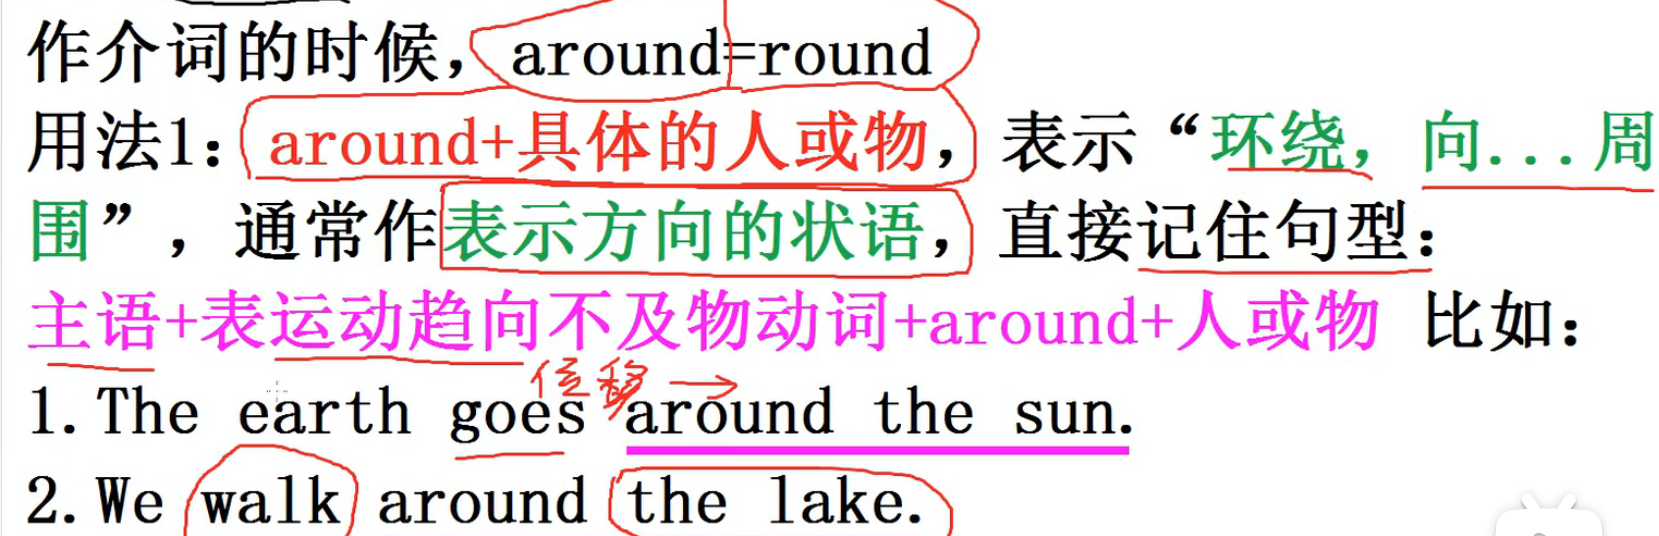 作介词的时候，around=round
用法1：around+具体的人或物，表示“环绕，向...周
围”，通常作表示方向的状语，直接记住句型：
主语+表运动趋向不及物动词+around+人或物 比如：
位移
1.The earth goes around the sun.
2.We walk around the lake.